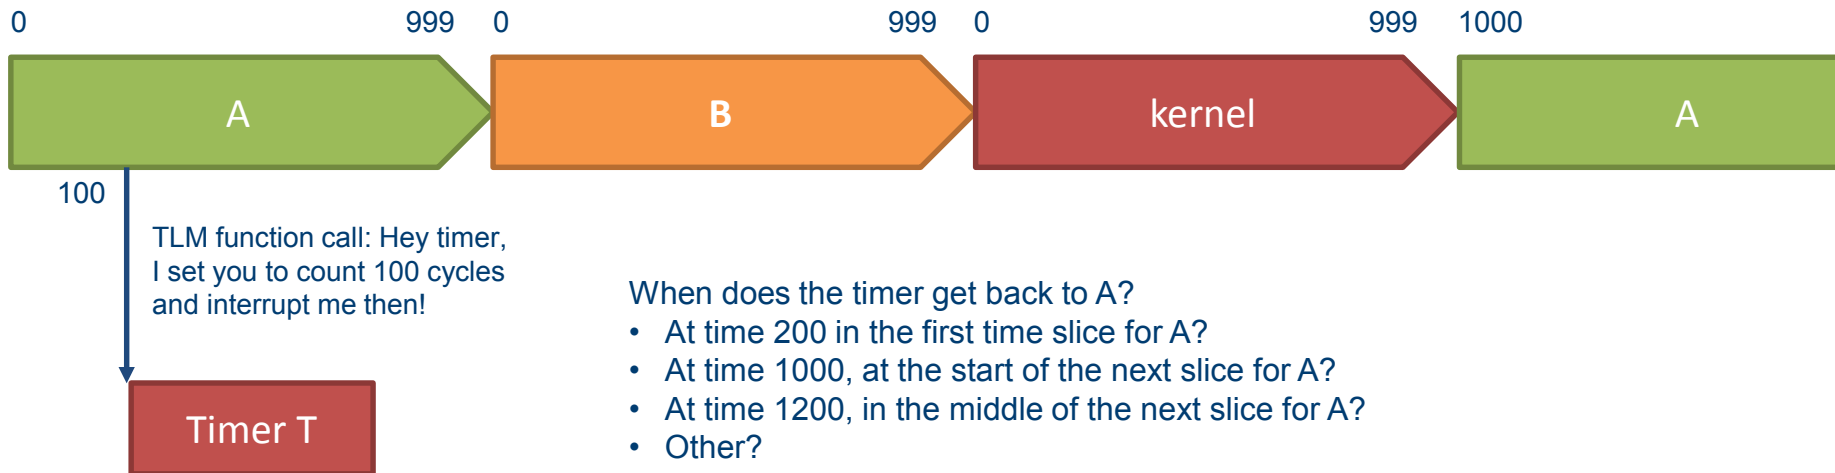 0 999 0 999 0 999 1000
A B kernel A
100
TLM function call: Hey timer,
I set you to count 100 cycles
and interrupt me then!
When does the timer get back to A?
• At time 200 in the first time slice for A?
• At time 1000, at the start of the next slice for A?
• At time 1200, in the middle of the next slice for A?
• Other?
Timer T